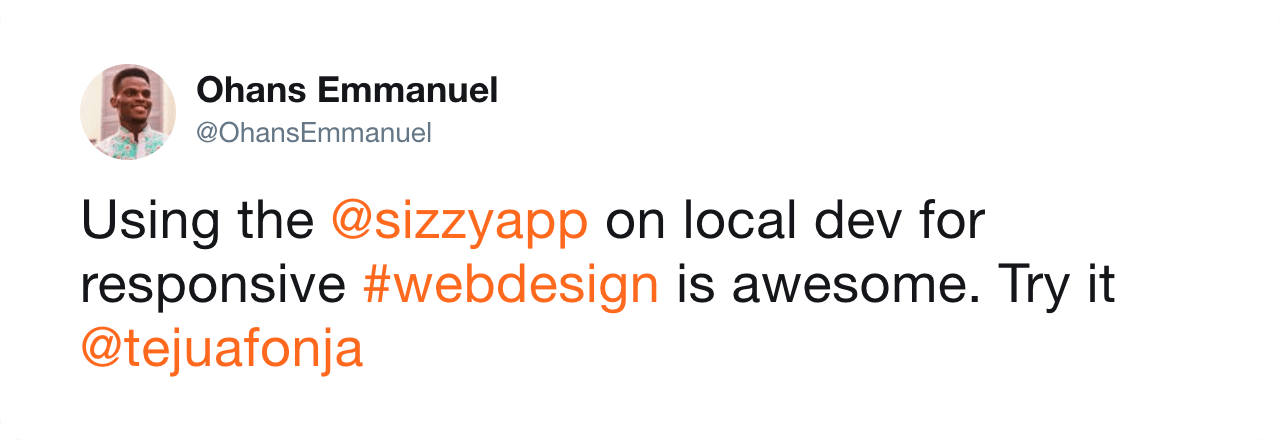 Ohans Emmanuel
@OhansEmmanuel
Using the @sizzyapp on local dev for
responsive #webdesign is awesome. Try it
@tejuafonja